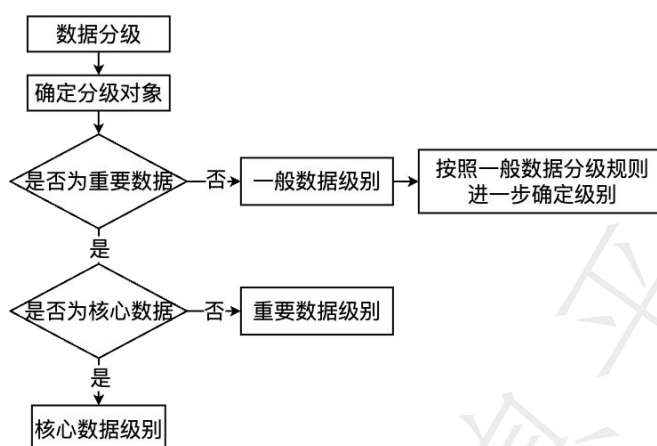 数据分级
确定分级对象
是否为重要数据
否
一般数据级别
按照一般数据分级规则
进一步确定级别
是
是否为核心数据
否
重要数据级别
是
核心数据级别